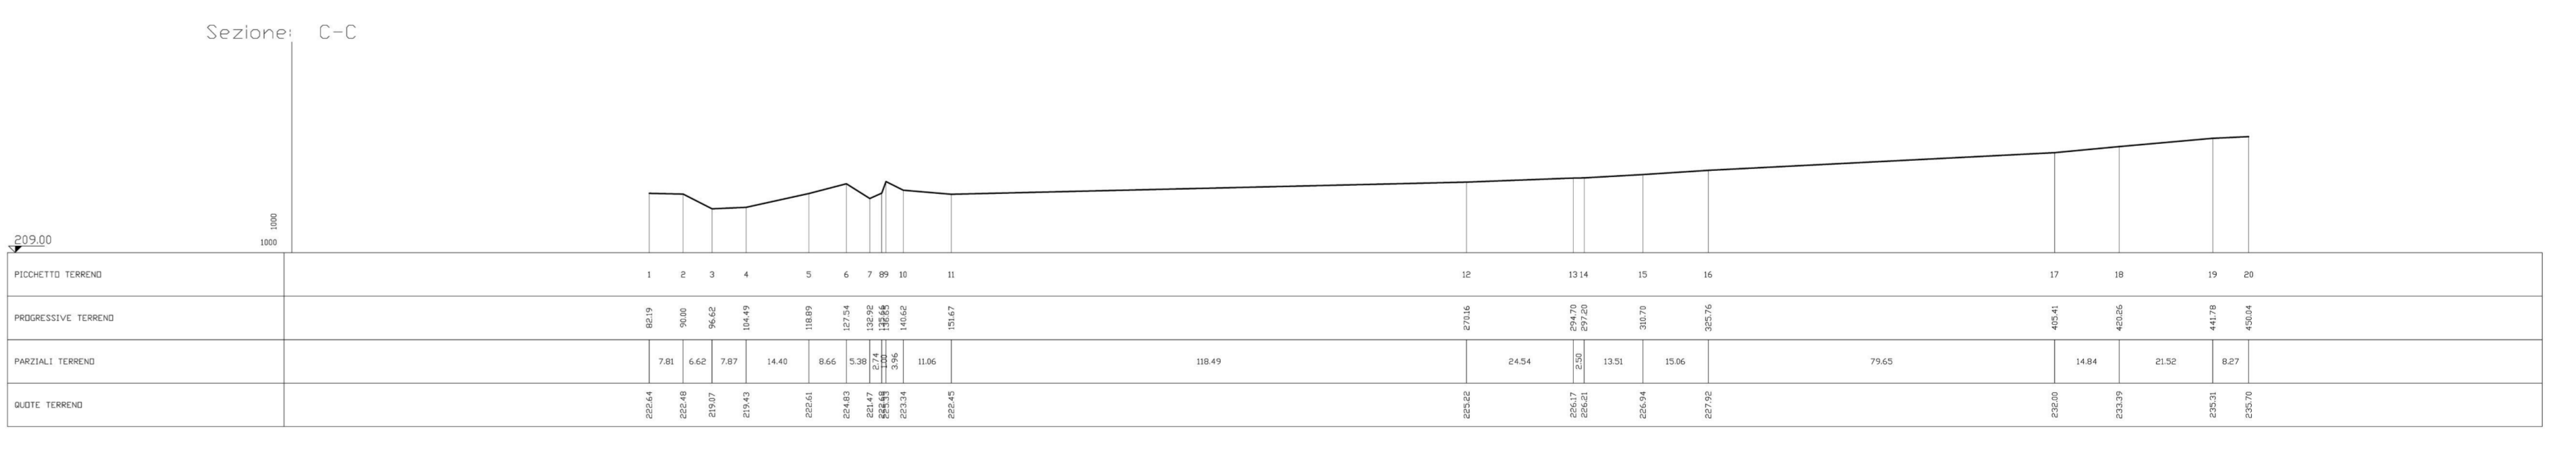 Sezione: C-C
1000
1000
209.00
PICCHETTO TERRENO 1 2 3 4 5 6 7 8 9 10 11 12 13 14 15 16 17 18 19 20
PROGRESSIVE TERRENO 82.19 90.00 96.62 104.49 118.89 127.54 132.92 140.62 151.67 270.16 294.70 297.20 310.70 325.76 405.41 420.26 441.78 450.04
PARZIALI TERRENO 7.81 6.62 7.87 14.40 8.66 5.38 2.74 1.00 3.96 11.06 118.49 24.54 2.50 13.51 15.06 79.65 14.84 21.52 8.27
QUOTE TERRENO 222.64 222.48 219.07 219.43 222.61 224.83 221.47 223.34 222.45 225.22 226.17 226.21 226.94 227.92 232.00 233.39 235.31 235.70